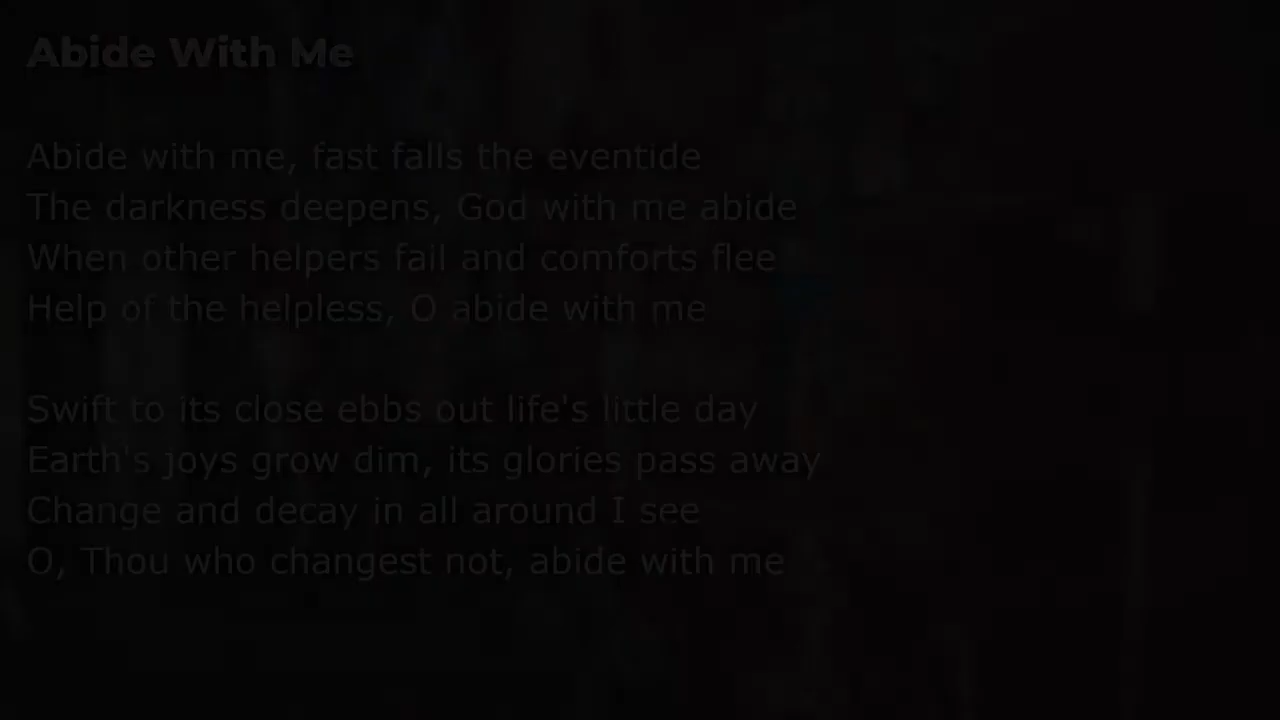 Abide With Me
Abide with me, fast falls the eventide
The darkness deepens, God with me abide
When other helpers fail and comforts flee
Help of the helpless, O abide with me
Swift to its close ebbs out life's little day
Earth's joys grow dim, its glories pass away
Change and decay in all around I see
O, Thou who changest not, abide with me